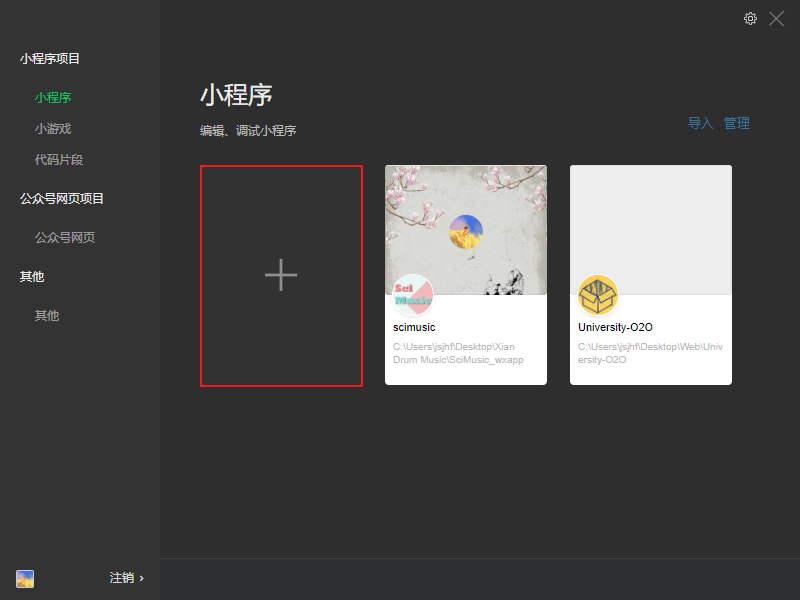 小程序项目
小程序
小游戏
代码片段
公众号网页项目
公众号网页
其他
其他
注销 ›
小程序
编辑、调试小程序
导入 管理
Sci
Music
scimusic
C:\Users\jsjhf\Desktop\Xian
Drum Music\SciMusic_wxapp
University-O2O
C:\Users\jsjhf\Desktop\Web\Univ
ersity-O2O